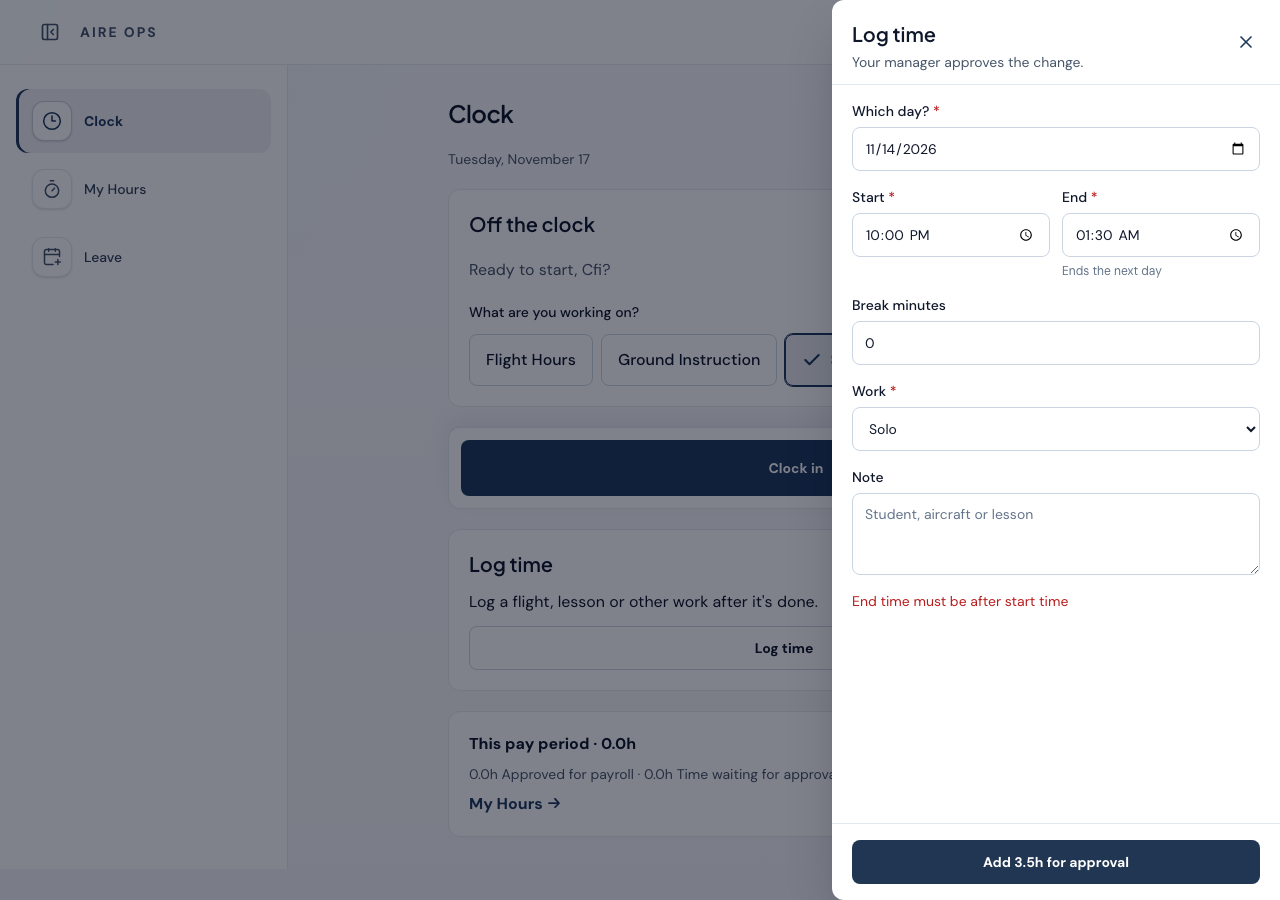 AIRE OPS
Clock
My Hours
Leave
Clock
Tuesday, November 17
Off the clock
Ready to start, Cfi?
What are you working on?
Flight Hours
Ground Instruction
Clock in
Log time
Log a flight, lesson or other work after it's done.
Log time
This pay period · 0.0h
0.0h Approved for payroll · 0.0h Time waiting for
My Hours →
Log time
Your manager approves the change.
Which day? *
11/14/2026
Start *
End *
10:00 PM
01:30 AM
Ends the next day
Break minutes
0
Work *
Solo
Note
Student, aircraft or lesson
End time must be after start time
Add 3.5h for approval